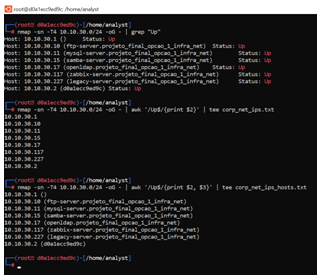 root@d0a1ecc9ed9c: /home/analyst
(root㉿d0a1ecc9ed9c)-[/home/analyst]
# nmap -sn -T4 10.10.30.0/24 -oG - | grep "Up"
Host: 10.10.30.1 () Status: Up
Host: 10.10.30.10 (ftp-server.projeto_final_opcao_1_infra_net) Status: Up
Host: 10.10.30.11 (mysql-server.projeto_final_opcao_1_infra_net) Status: Up
Host: 10.10.30.15 (samba-server.projeto_final_opcao_1_infra_net) Status: Up
Host: 10.10.30.17 (openldap.projeto_final_opcao_1_infra_net) Status: Up
Host: 10.10.30.117 (zabbix-server.projeto_final_opcao_1_infra_net) Status: Up
Host: 10.10.30.227 (legacy-server.projeto_final_opcao_1_infra_net) Status: Up
Host: 10.10.30.2 (d0a1ecc9ed9c) Status: Up
(root㉿d0a1ecc9ed9c)-[/home/analyst]
# nmap -sn -T4 10.10.30.0/24 -oG - | awk '/Up$/{print $2}' | tee corp_net_ips.txt
10.10.30.1
10.10.30.10
10.10.30.11
10.10.30.15
10.10.30.17
10.10.30.117
10.10.30.227
10.10.30.2
(root㉿d0a1ecc9ed9c)-[/home/analyst]
# nmap -sn -T4 10.10.30.0/24 -oG - | awk '/Up$/{print $2, $3}' | tee corp_net_ips_hosts.txt
10.10.30.1 ()
10.10.30.10 (ftp-server.projeto_final_opcao_1_infra_net)
10.10.30.11 (mysql-server.projeto_final_opcao_1_infra_net)
10.10.30.15 (samba-server.projeto_final_opcao_1_infra_net)
10.10.30.17 (openldap.projeto_final_opcao_1_infra_net)
10.10.30.117 (zabbix-server.projeto_final_opcao_1_infra_net)
10.10.30.227 (legacy-server.projeto_final_opcao_1_infra_net)
10.10.30.2 (d0a1ecc9ed9c)
(root㉿d0a1ecc9ed9c)-[/home/analyst]
#